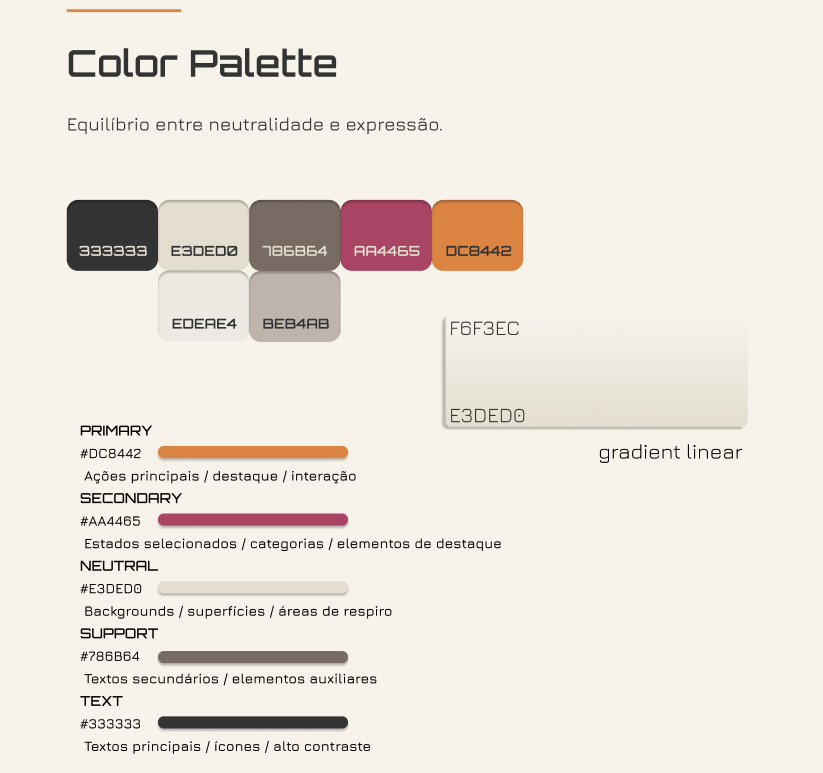 Color Palette
Equilíbrio entre neutralidade e expressão.
333333
E3DED0
786B64
AA4465
DC8442
EDEAE4
BEB4AB
F6F3EC
E3DED0
gradient linear
PRIMARY
#DC8442
Ações principais / destaque / interação
SECONDARY
#AA4465
Estados selecionados / categorias / elementos de destaque
NEUTRAL
#E3DED0
Backgrounds / superfícies / áreas de respiro
SUPPORT
#786B64
Textos secundários / elementos auxiliares
TEXT
#333333
Textos principais / ícones / alto contraste